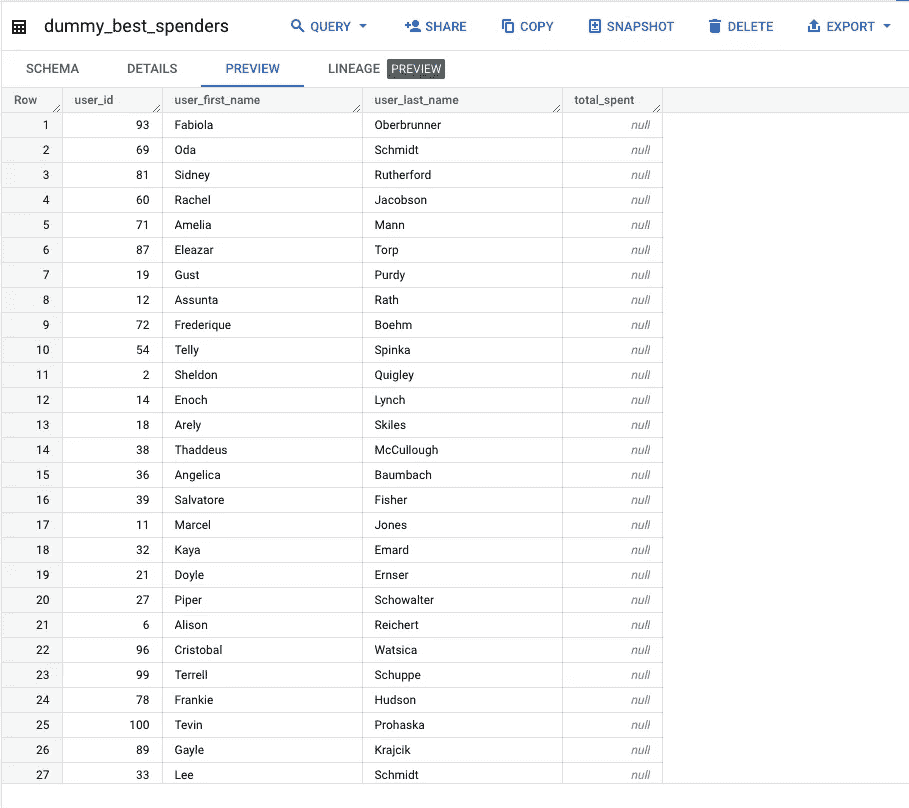 dummy_best_spenders QUERY SHARE COPY SNAPSHOT DELETE EXPORT
SCHEMA DETAILS PREVIEW LINEAGE PREVIEW
Row user_id user_first_name user_last_name total_spent
1 93 Fabiola Oberbrunner null
2 69 Oda Schmidt null
3 81 Sidney Rutherford null
4 60 Rachel Jacobson null
5 71 Amelia Mann null
6 87 Eleazar Torp null
7 19 Gust Purdy null
8 12 Assunta Rath null
9 72 Frederique Boehm null
10 54 Telly Spinka null
11 2 Sheldon Quigley null
12 14 Enoch Lynch null
13 18 Arely Skiles null
14 38 Thaddeus McCullough null
15 36 Angelica Baumbach null
16 39 Salvatore Fisher null
17 11 Marcel Jones null
18 32 Kaya Emard null
19 21 Doyle Ernser null
20 27 Piper Schowalter null
21 6 Alison Reichert null
22 96 Cristobal Watsica null
23 99 Terrell Schuppe null
24 78 Frankie Hudson null
25 100 Tevin Prohaska null
26 89 Gayle Krajcik null
27 33 Lee Schmidt null